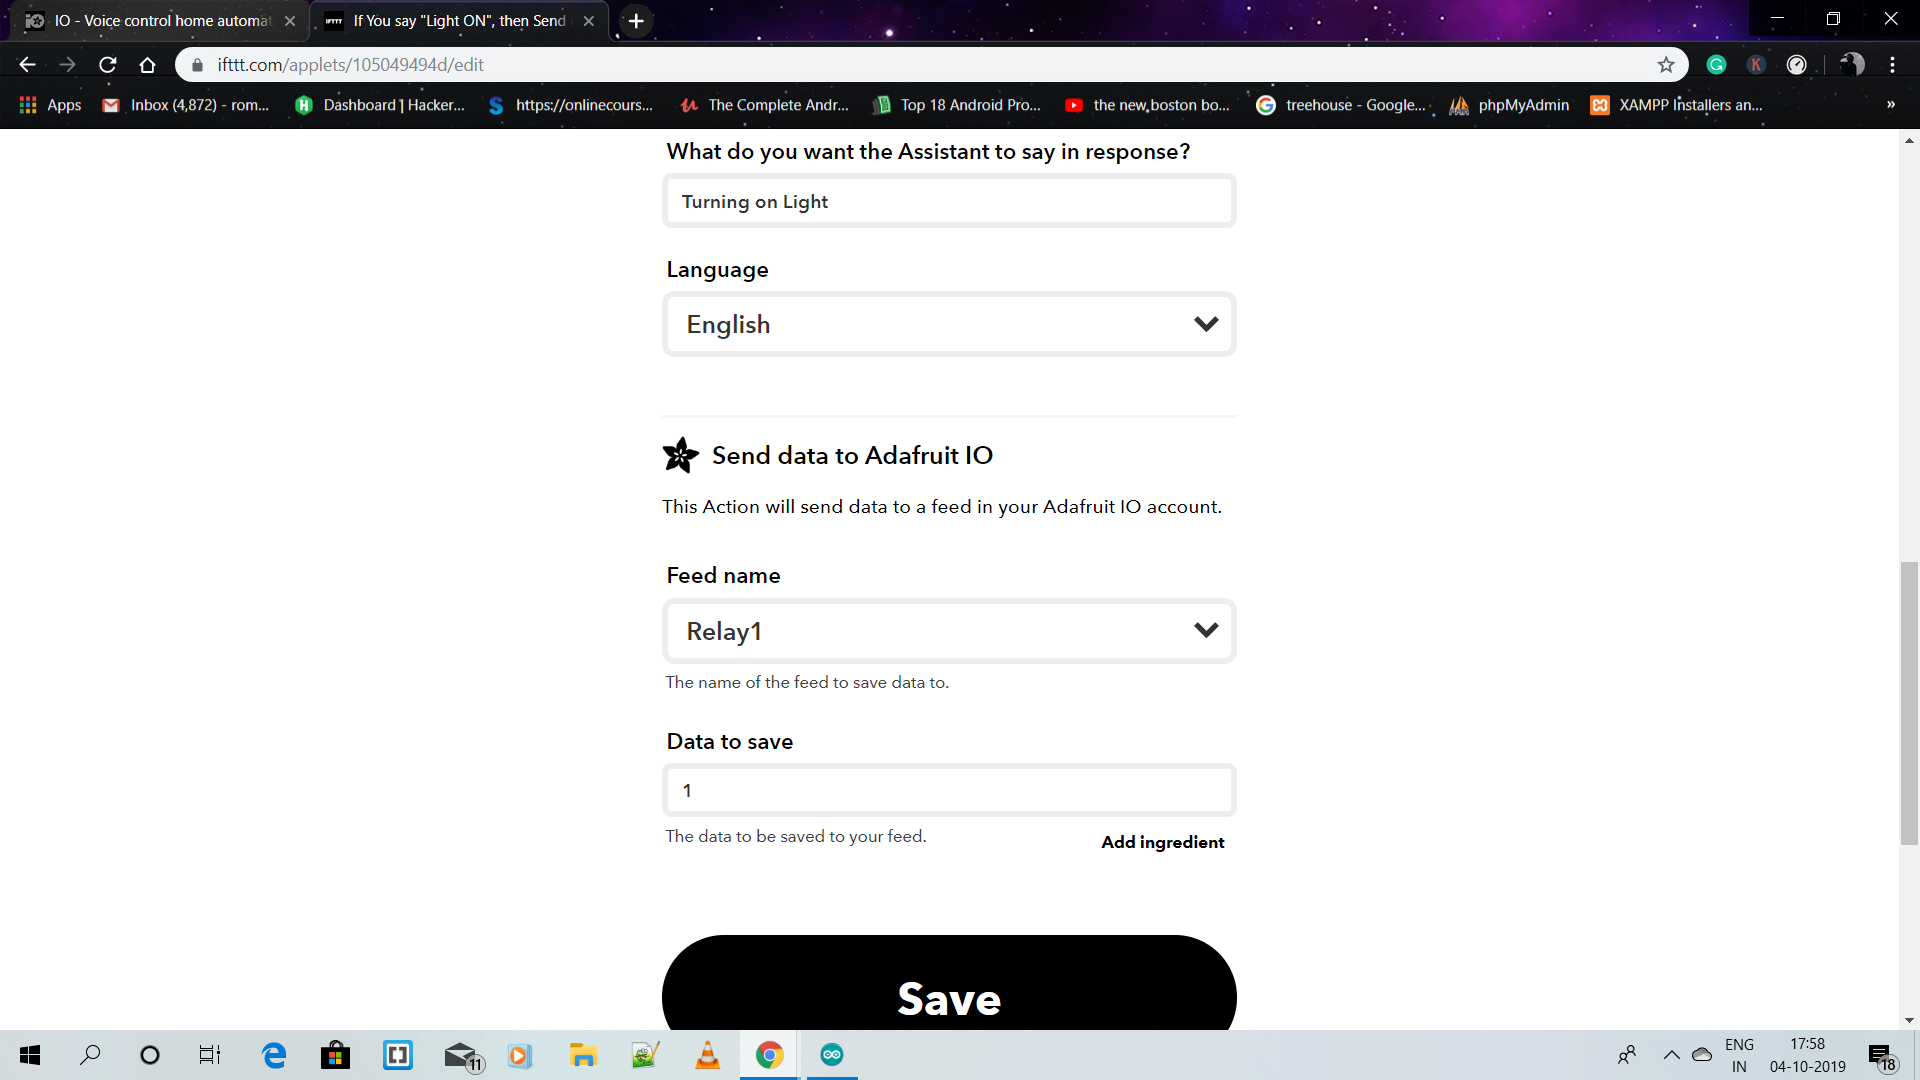 IO - Voice control home automat
IFTTT If You say "Light ON", then Send
ifttt.com/applets/105049494d/edit
Apps
Inbox (4,872) - rom...
Dashboard | Hacker...
https://onlinecours...
The Complete Andr...
Top 18 Android Pro...
the new boston bo...
treehouse - Google...
phpMyAdmin
XAMPP Installers an...
»
What do you want the Assistant to say in response?
Turning on Light
Language
English
Send data to Adafruit IO
This Action will send data to a feed in your Adafruit IO account.
Feed name
Relay1
The name of the feed to save data to.
Data to save
1
The data to be saved to your feed.
Add ingredient
Save
11
ENG
IN
17:58
04-10-2019
18